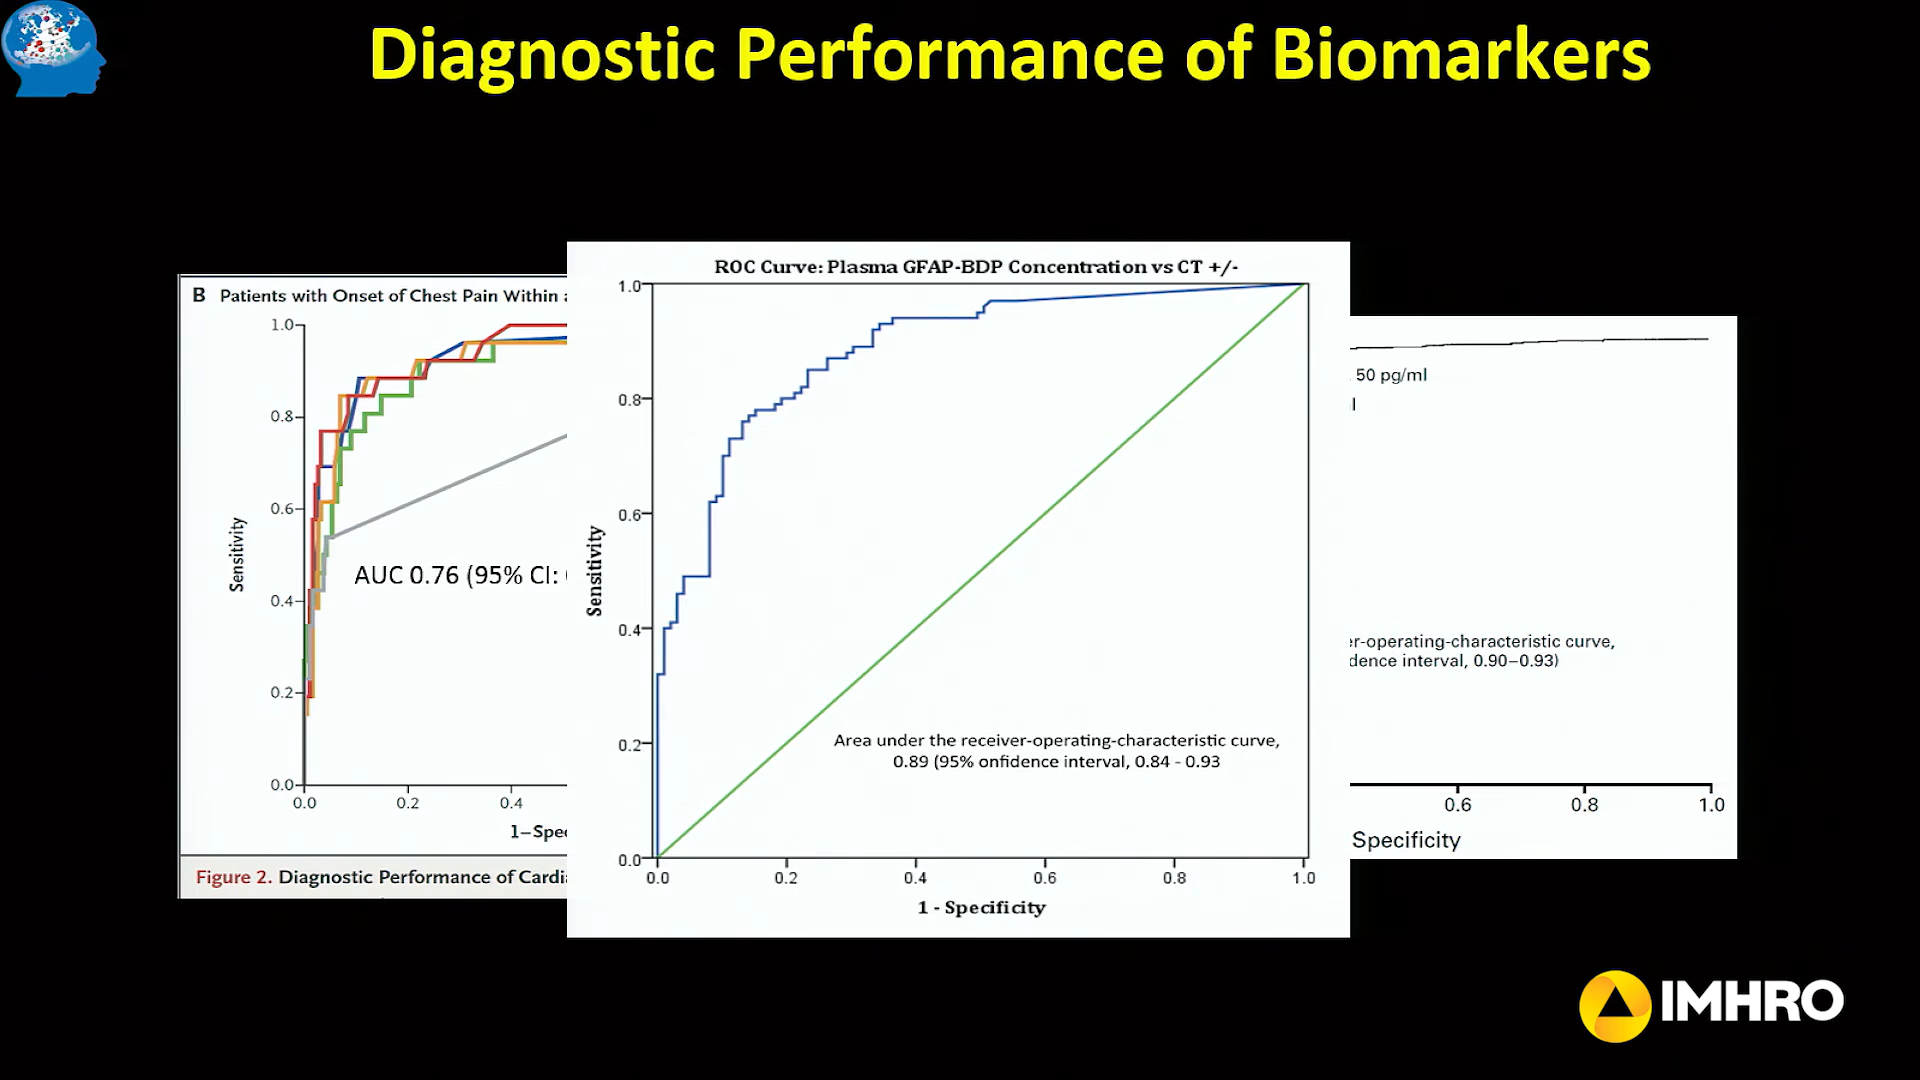 Diagnostic Performance of Biomarkers
B Patients with Onset of Chest Pain Within
1.0
0.8
0.6
0.4
0.2
0.0
Sensitivity
AUC 0.76 (95% CI:
0.0 0.2 0.4
Figure 2. Diagnostic Performance of
ROC Curve: Plasma GFAP-BDP Concentration vs CT +/-
1.0
0.8
0.6
0.4
0.2
0.0
Sensitivity
Area under the receiver-operating-characteristic curve,
0.89 (95% onfidence interval, 0.84 - 0.93
0.0 0.2 0.4 0.6 0.8 1.0
1 - Specificity
50 pg/ml
er-operating-characteristic curve,
dence interval, 0.90–0.93)
0.6 0.8 1.0
Specificity
IMHRO